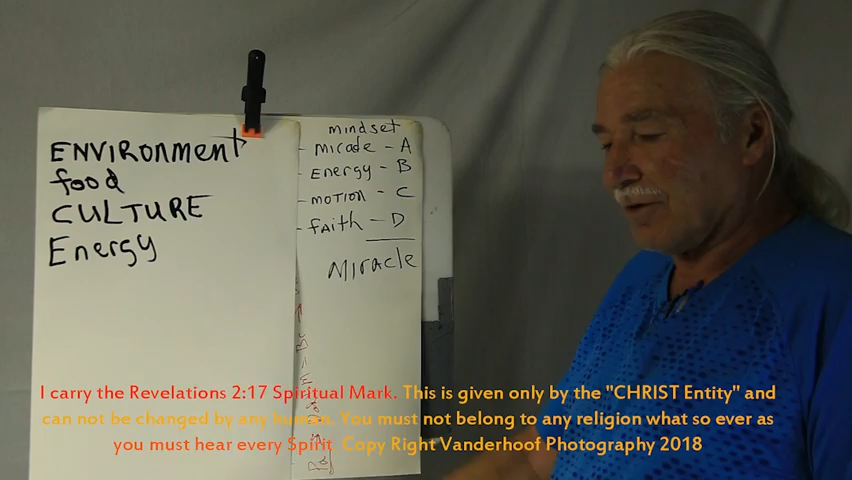 ENVIRONment
food
CULTURE
Energy
mindset
- miracle - A
- Energy - B
- MOTION - C
- fAith - D
Miracle
I carry the Revelations 2:17 Spiritual Mark. This is given only by the "CHRIST Entity" and
can not be changed by any human. You must not belong to any religion what so ever as
you must hear every Spirit. Copy Right Vanderhoof Photography 2018